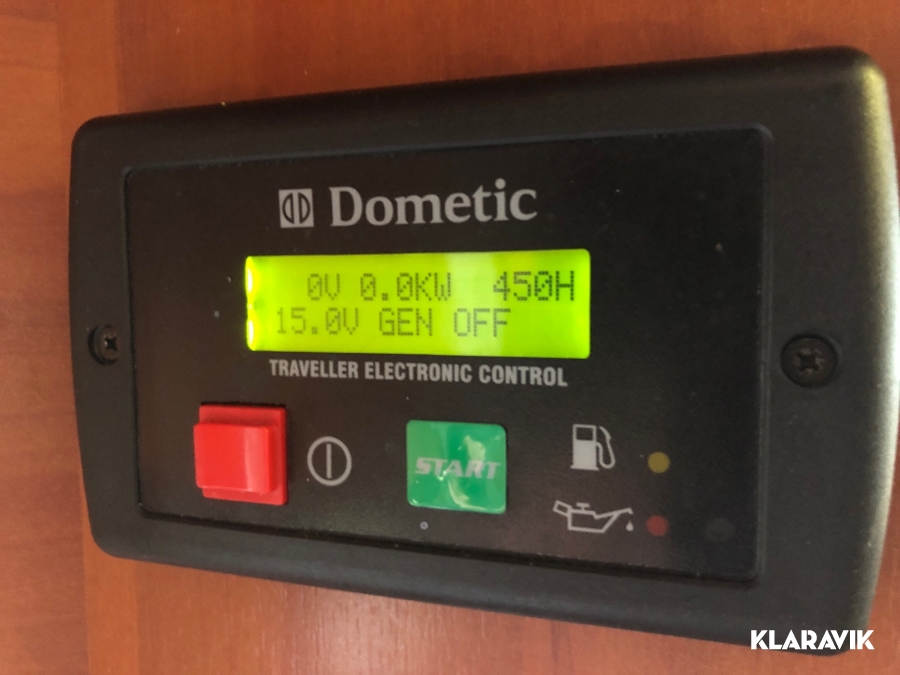 Dometic
0V 0.0KW 450H
15.0V GEN OFF
TRAVELLER ELECTRONIC CONTROL
START
KLARAVIK